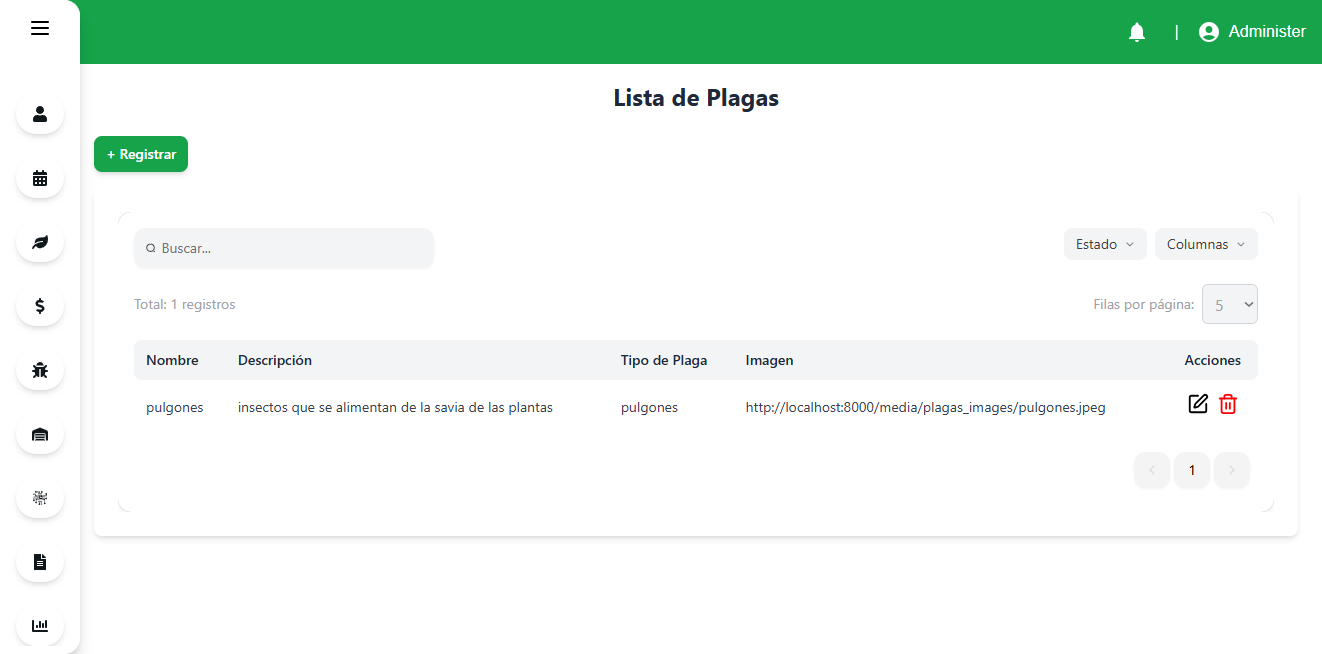 | Administer
Lista de Plagas
+ Registrar
Buscar...
Estado Columnas
Total: 1 registros
Filas por página: 5
Nombre Descripción Tipo de Plaga Imagen Acciones
pulgones insectos que se alimentan de la savia de las plantas pulgones http://localhost:8000/media/plagas_images/pulgones.jpeg
1